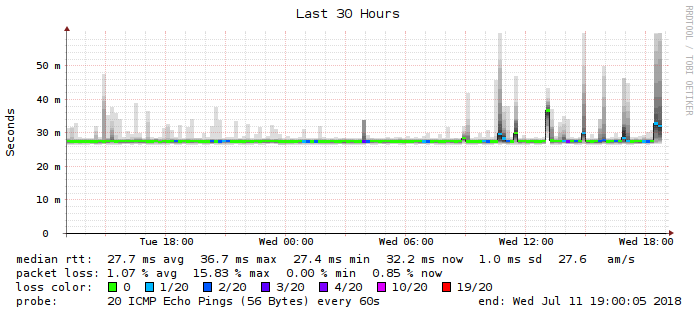 Last 30 Hours
RRDTOOL / TOBI OETIKER
Seconds
50 m
40 m
30 m
20 m
10 m
0
Tue 18:00 Wed 00:00 Wed 06:00 Wed 12:00 Wed 18:00
median rtt: 27.7 ms avg 36.7 ms max 27.4 ms min 32.2 ms now 1.0 ms sd 27.6 am/s
packet loss: 1.07 % avg 15.83 % max 0.00 % min 0.85 % now
loss color: 0 1/20 2/20 3/20 4/20 10/20 19/20
probe: 20 ICMP Echo Pings (56 Bytes) every 60s end: Wed Jul 11 19:00:05 2018